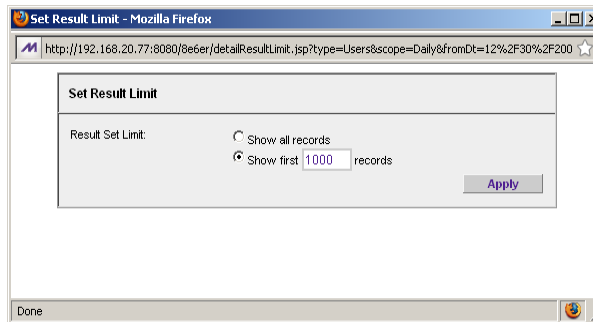 Set Result Limit - Mozilla Firefox
http://192.168.20.77:8080/8e6er/detailResultLimit.jsp?type=Users&scope=Daily&fromDt=12%2F30%2F200
Set Result Limit
Result Set Limit:
Show all records
Show first 1000 records
Apply
Done